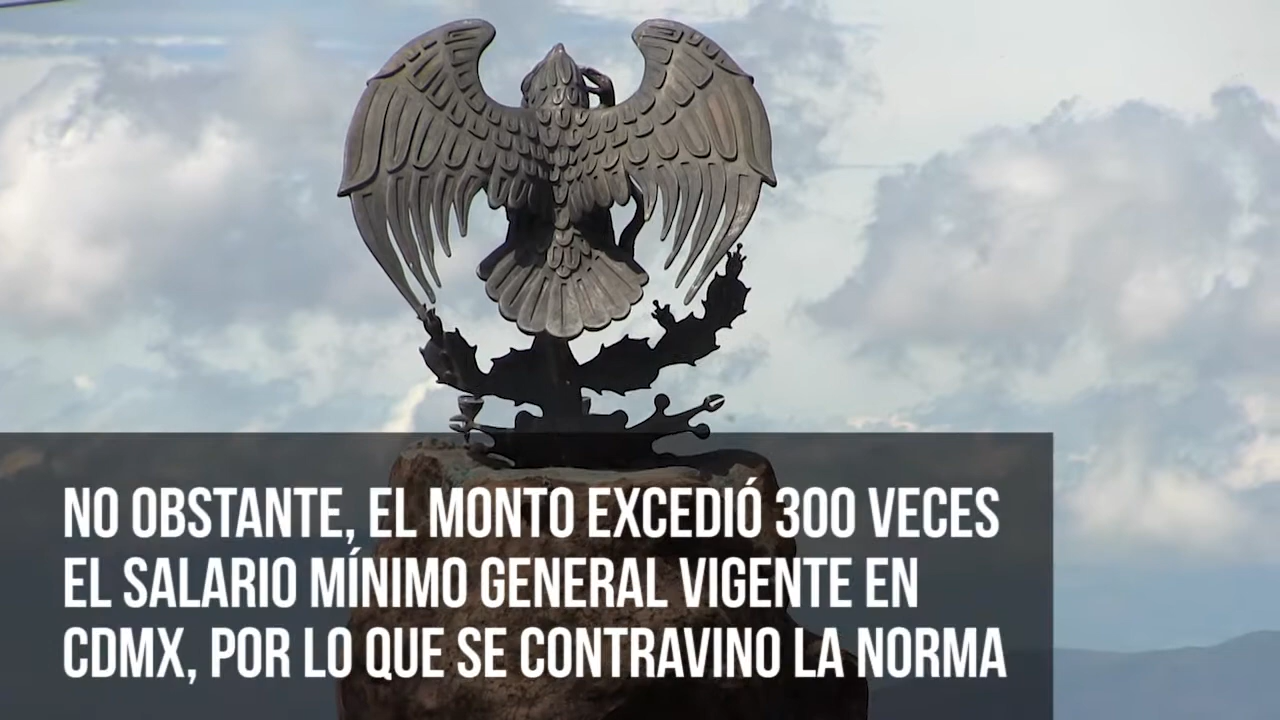 NO OBSTANTE, EL MONTO EXCEDIÓ 300 VECES
EL SALARIO MÍNIMO GENERAL VIGENTE EN
CDMX, POR LO QUE SE CONTRAVINO LA NORMA